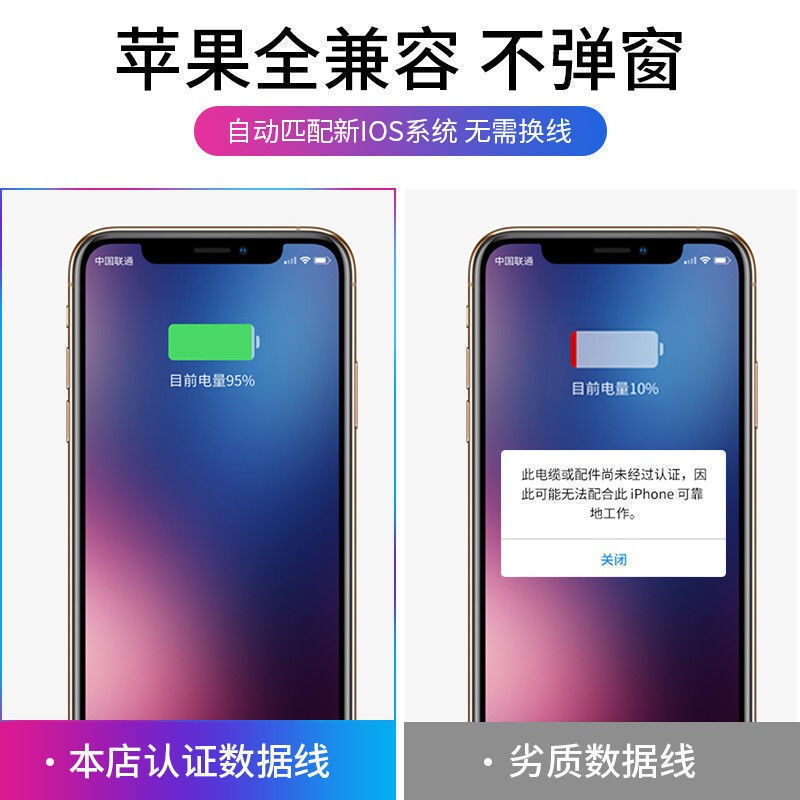 苹果全兼容 不弹窗
自动匹配新IOS系统 无需换线
中国联通
目前电量95%
·本店认证数据线
中国联通
目前电量10%
此电缆或配件尚未经过认证，因
此可能无法配合此 iPhone 可靠
地工作。
关闭
·劣质数据线